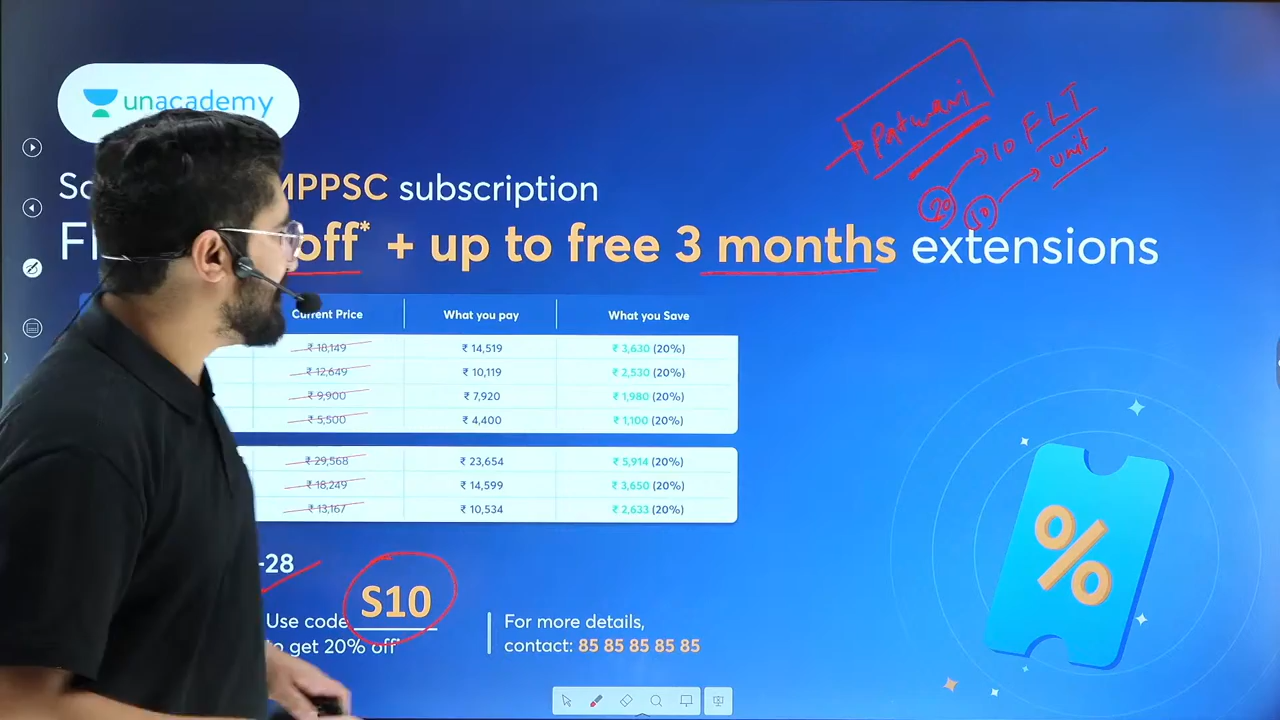 unacademy
MPPSC subscription
off* + up to free 3 months extensions
Patwari
10 FLT
20
10
unit
Current Price What you pay What you Save
₹ 18,149 ₹ 14,519 ₹ 3,630 (20%)
₹ 12,649 ₹ 10,119 ₹ 2,530 (20%)
₹ 9,900 ₹ 7,920 ₹ 1,980 (20%)
₹ 5,500 ₹ 4,400 ₹ 1,100 (20%)
₹ 29,568 ₹ 23,654 ₹ 5,914 (20%)
₹ 18,249 ₹ 14,599 ₹ 3,650 (20%)
₹ 13,167 ₹ 10,534 ₹ 2,633 (20%)
-28
Use code S10
to get 20% off*
For more details,
contact: 85 85 85 85 85
%